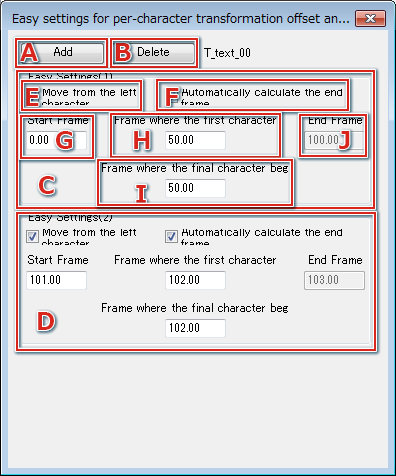 Easy settings for per-character transformation offset an...
A Add B Delete T_text_00
Easy Settings(1)
E Move from the left F Automatically calculate the end
character frame
Start Frame Frame where the first character End Frame
0.00 G H 50.00 100.00 J
C Frame where the final character beg
I 50.00
Easy Settings(2)
Move from the left Automatically calculate the end
character frame
Start Frame Frame where the first character End Frame
101.00 102.00 103.00
Frame where the final character beg
D 102.00